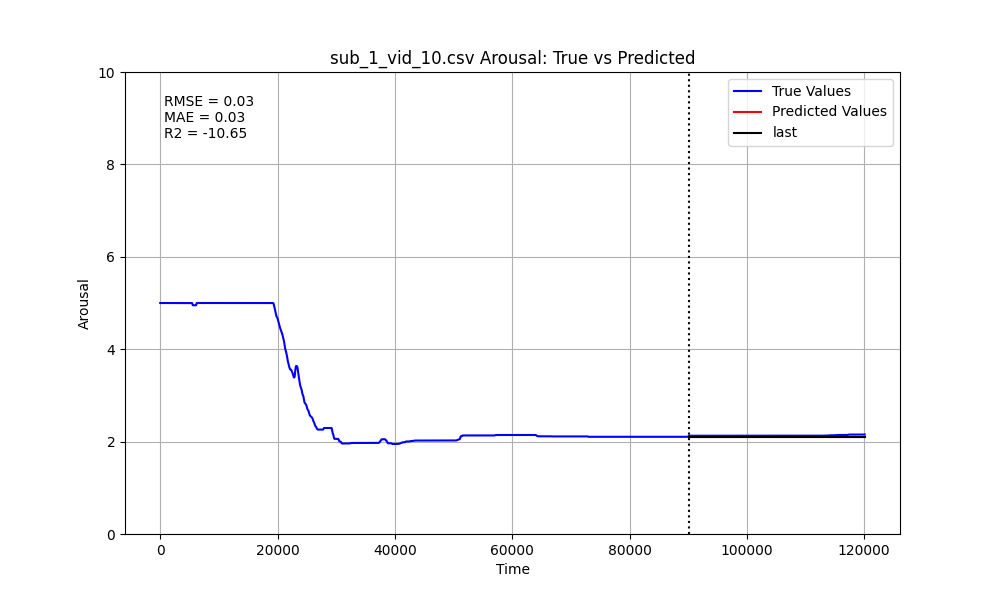 sub_1_vid_10.csv Arousal: True vs Predicted
10
8
6
4
2
0
Arousal
RMSE = 0.03
MAE = 0.03
R2 = -10.65
True Values
Predicted Values
last
0 20000 40000 60000 80000 100000 120000
Time